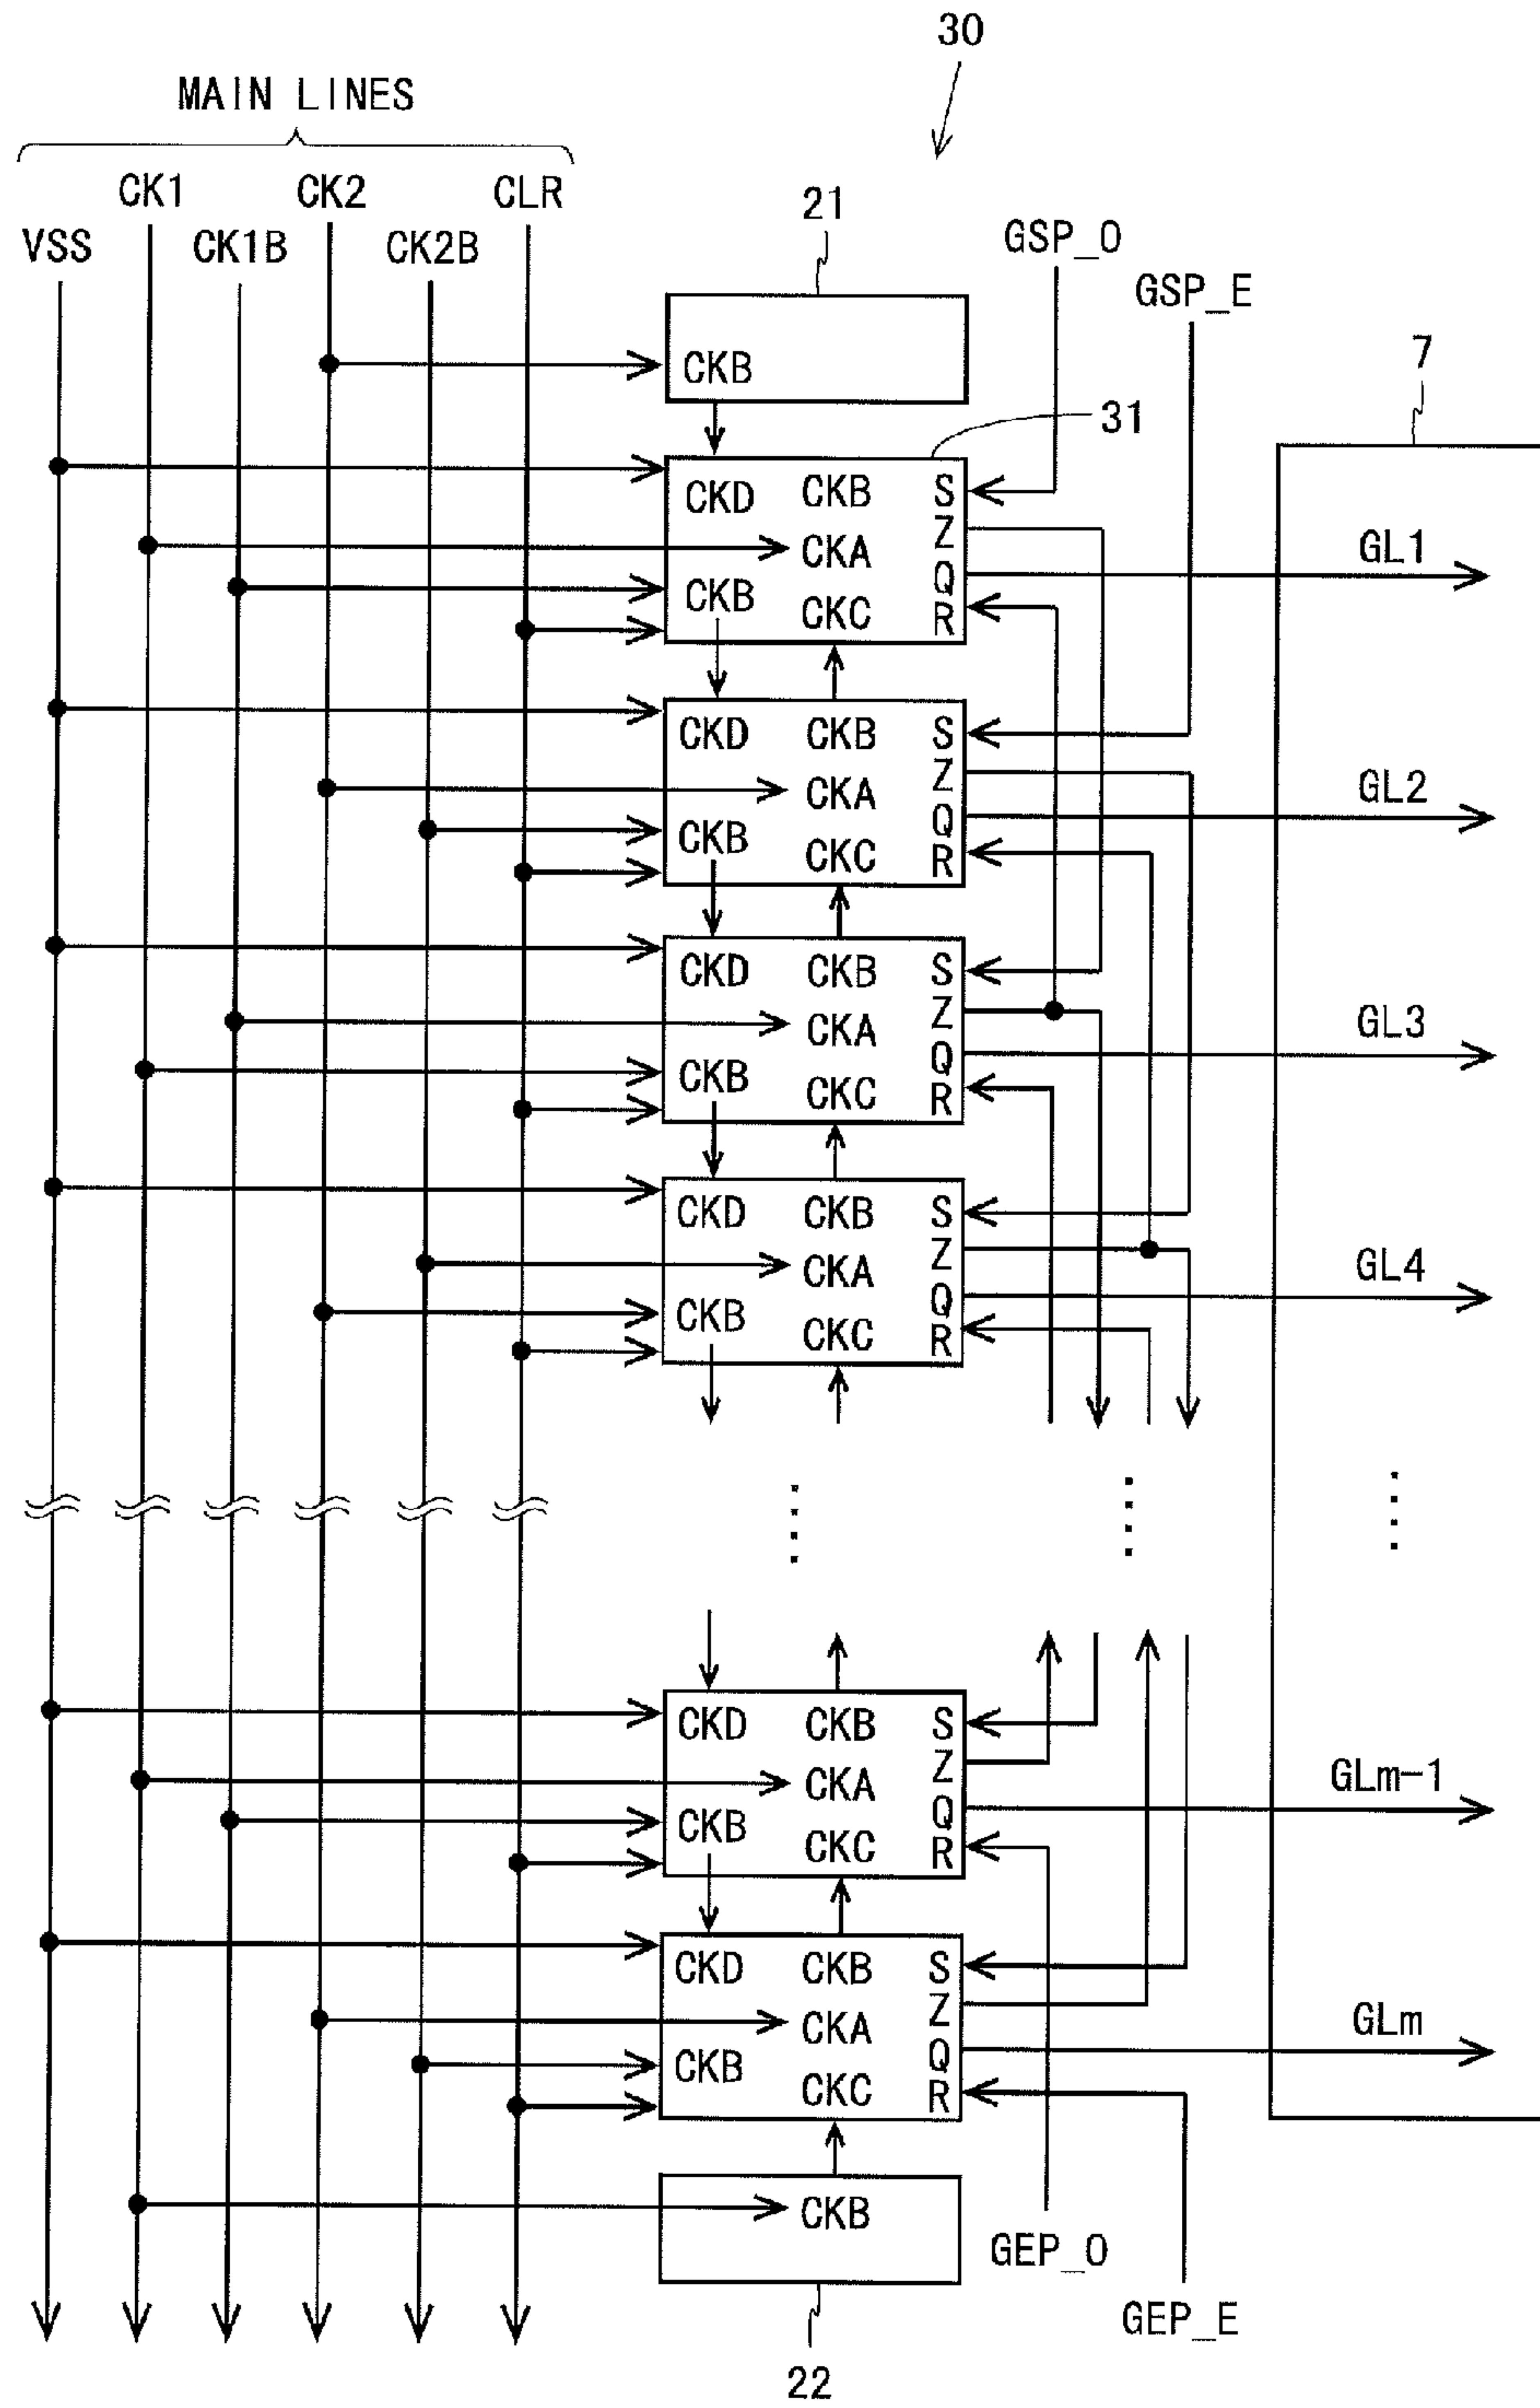 30
MAIN LINES
CK1 CK2 CLR
VSS CK1B CK2B
21
GSP_O
GSP_E
7
CKB
31
CKD CKB S
Z
CKA
GL1
Q
CKB CKC R
CKD CKB S
Z
CKA
GL2
Q
CKB CKC R
CKD CKB S
Z
CKA
GL3
Q
CKB CKC R
CKD CKB S
Z
CKA
GL4
Q
CKB CKC R
CKD CKB S
Z
CKA
GLm-1
Q
CKB CKC R
CKD CKB S
Z
CKA
GLm
Q
CKB CKC R
CKB
GEP_O
GEP_E
22